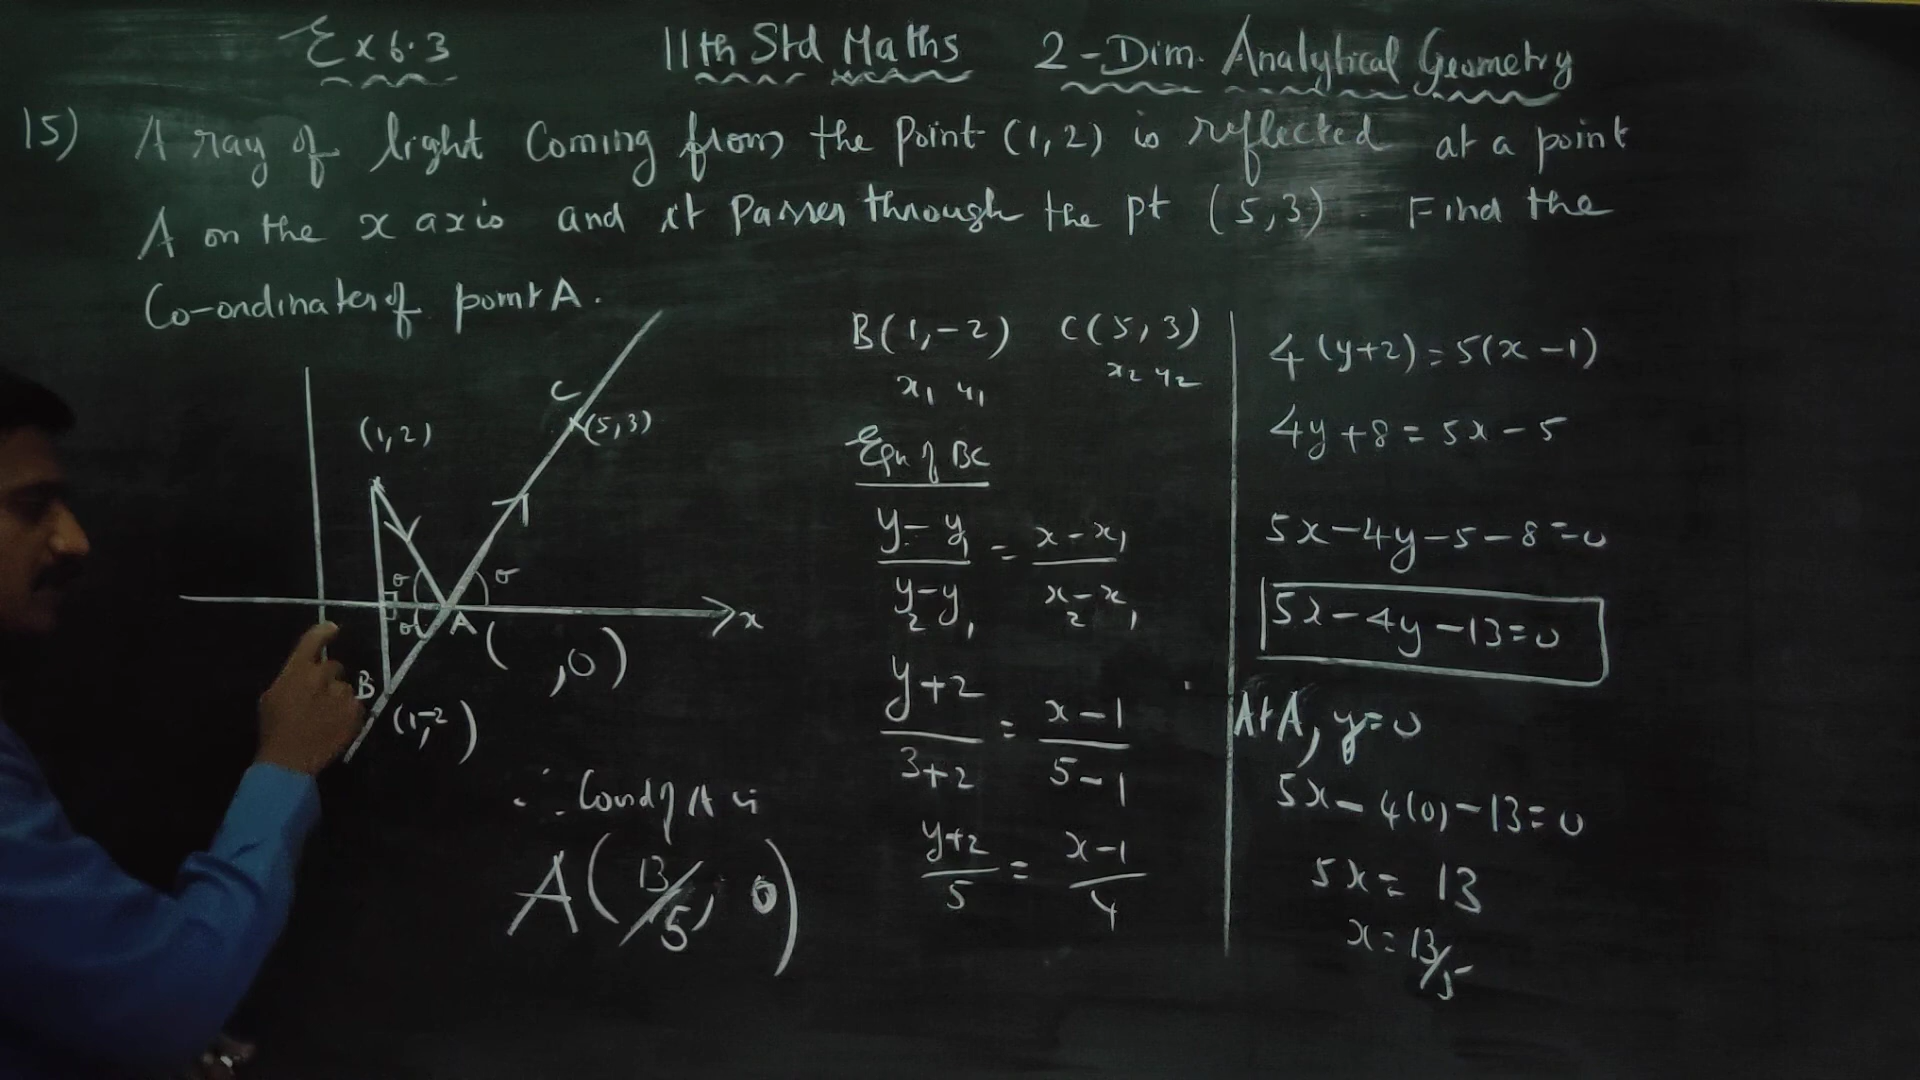 Ex 6.3 11th Std Maths 2-Dim. Analytical Geometry
15) A ray of light Coming from the point (1,2) is reflected at a point
A on the x axis and it passes through the pt (5,3). Find the
Co-ordinates of point A.
C
(5,3)
(1,2)
θ θ
θ A x
( ,0)
B
(1,-2)
∴ Coord of A is
A(13/5, 0)
B(1,-2) C(5,3)
x₁ y₁ x₂ y₂
Eqn of BC
y-y₁/y₂-y₁ = x-x₁/x₂-x₁
y+2/3+2 = x-1/5-1
y+2/5 = x-1/4
4(y+2)=5(x-1)
4y+8=5x-5
5x-4y-5-8=0
5x-4y-13=0
At A, y=0
5x-4(0)-13=0
5x=13
x=13/5